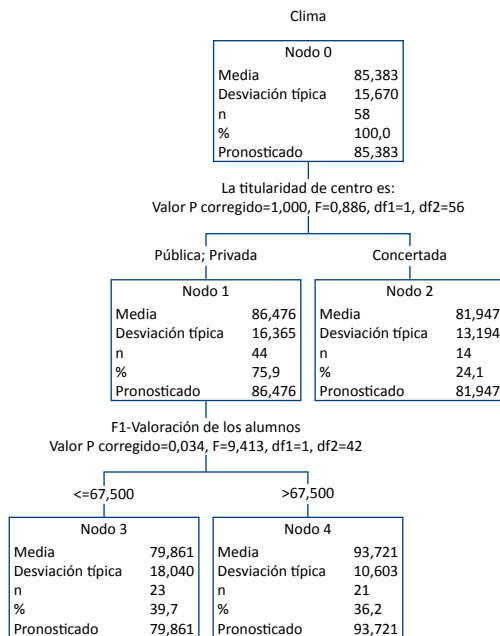 Clima
Nodo 0
Media 85,383
Desviación típica 15,670
n 58
% 100,0
Pronosticado 85,383
La titularidad de centro es:
Valor P corregido=1,000, F=0,886, df1=1, df2=56
Pública; Privada
Concertada
Nodo 1
Media 86,476
Desviación típica 16,365
n 44
% 75,9
Pronosticado 86,476
Nodo 2
Media 81,947
Desviación típica 13,194
n 14
% 24,1
Pronosticado 81,947
F1-Valoración de los alumnos
Valor P corregido=0,034, F=9,413, df1=1, df2=42
<=67,500
>67,500
Nodo 3
Media 79,861
Desviación típica 18,040
n 23
% 39,7
Pronosticado 79,861
Nodo 4
Media 93,721
Desviación típica 10,603
n 21
% 36,2
Pronosticado 93,721